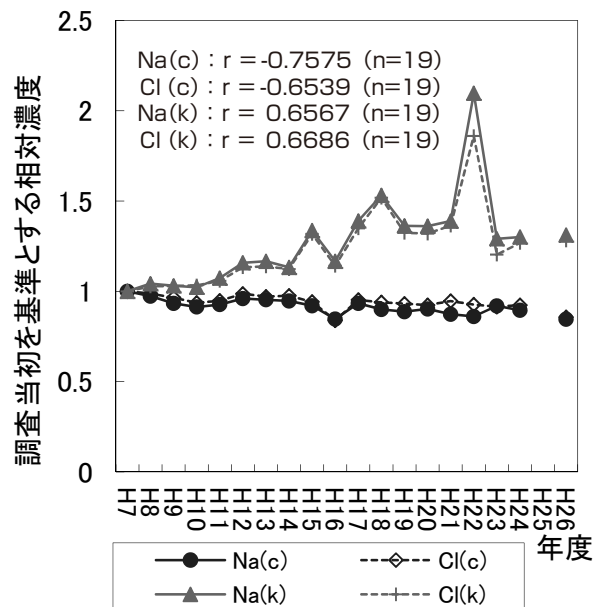 2.5
2
1.5
1
0.5
0
調査当初を基準とする相対濃度
Na(c)：r = -0.7575 (n=19)
Cl (c)：r = -0.6539 (n=19)
Na(k)：r = 0.6567 (n=19)
Cl (k)：r = 0.6686 (n=19)
H7 H8 H9 H10 H11 H12 H13 H14 H15 H16 H17 H18 H19 H20 H21 H22 H23 H24 H25 H26
年度
Na(c) Cl(c)
Na(k) Cl(k)